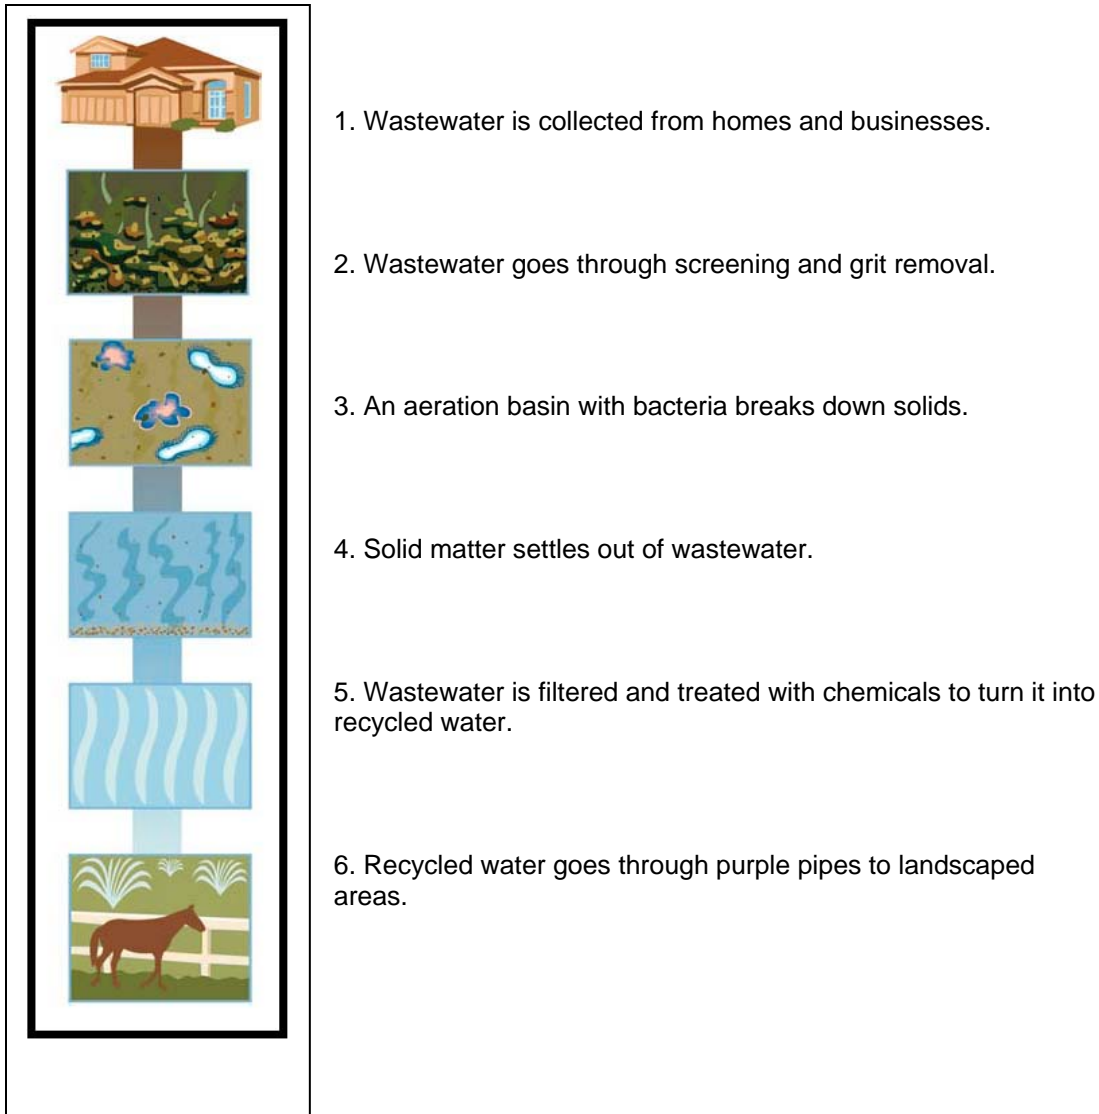 1. Wastewater is collected from homes and businesses.
2. Wastewater goes through screening and grit removal.
3. An aeration basin with bacteria breaks down solids.
4. Solid matter settles out of wastewater.
5. Wastewater is filtered and treated with chemicals to turn it into
recycled water.
6. Recycled water goes through purple pipes to landscaped
areas.